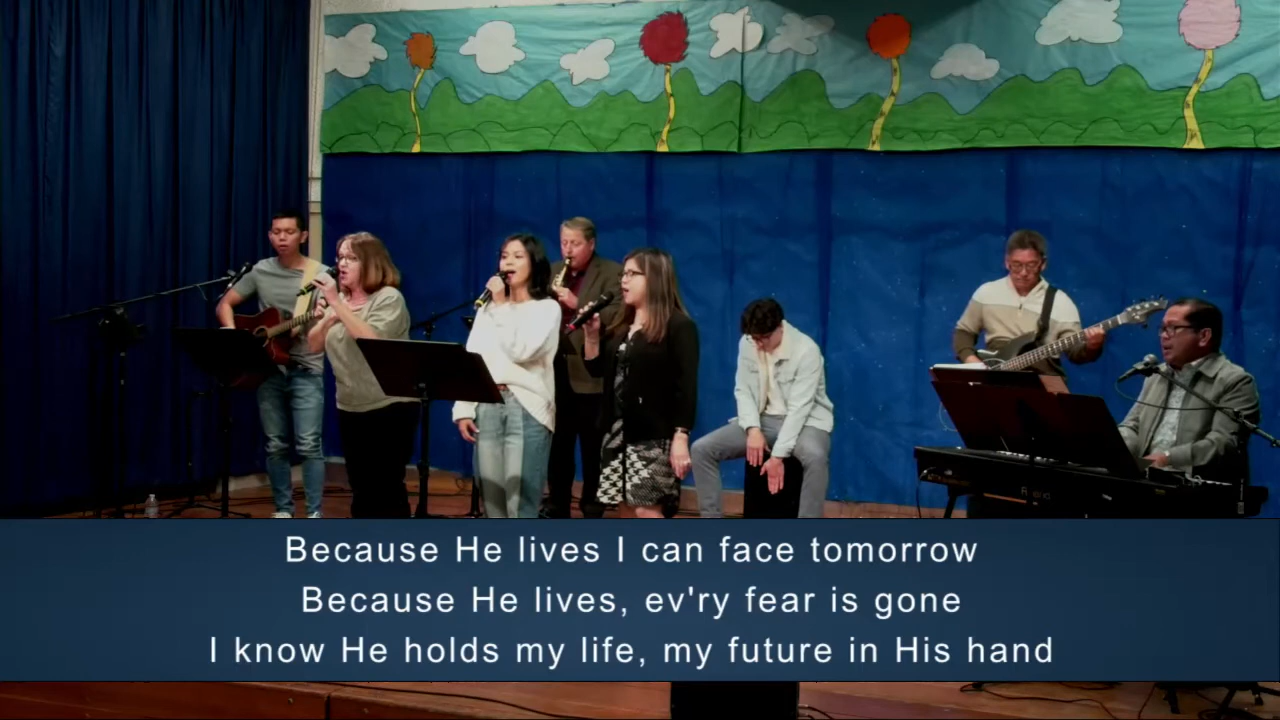 Because He lives I can face tomorrow
Because He lives, ev'ry fear is gone
I know He holds my life, my future in His hand